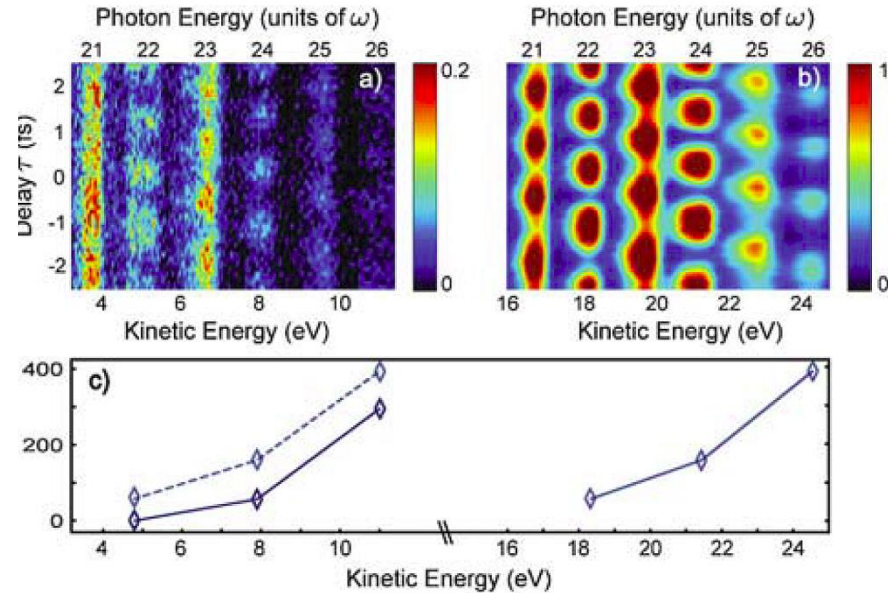 Photon Energy (units of ω)
21 22 23 24 25 26
a)
0.2
0
2
1
0
-1
-2
Delay τ (fs)
4 6 8 10
Kinetic Energy (eV)
Photon Energy (units of ω)
21 22 23 24 25 26
b)
1
0
16 18 20 22 24
Kinetic Energy (eV)
c)
400
200
0
4 6 8 10 16 18 20 22 24
Kinetic Energy (eV)